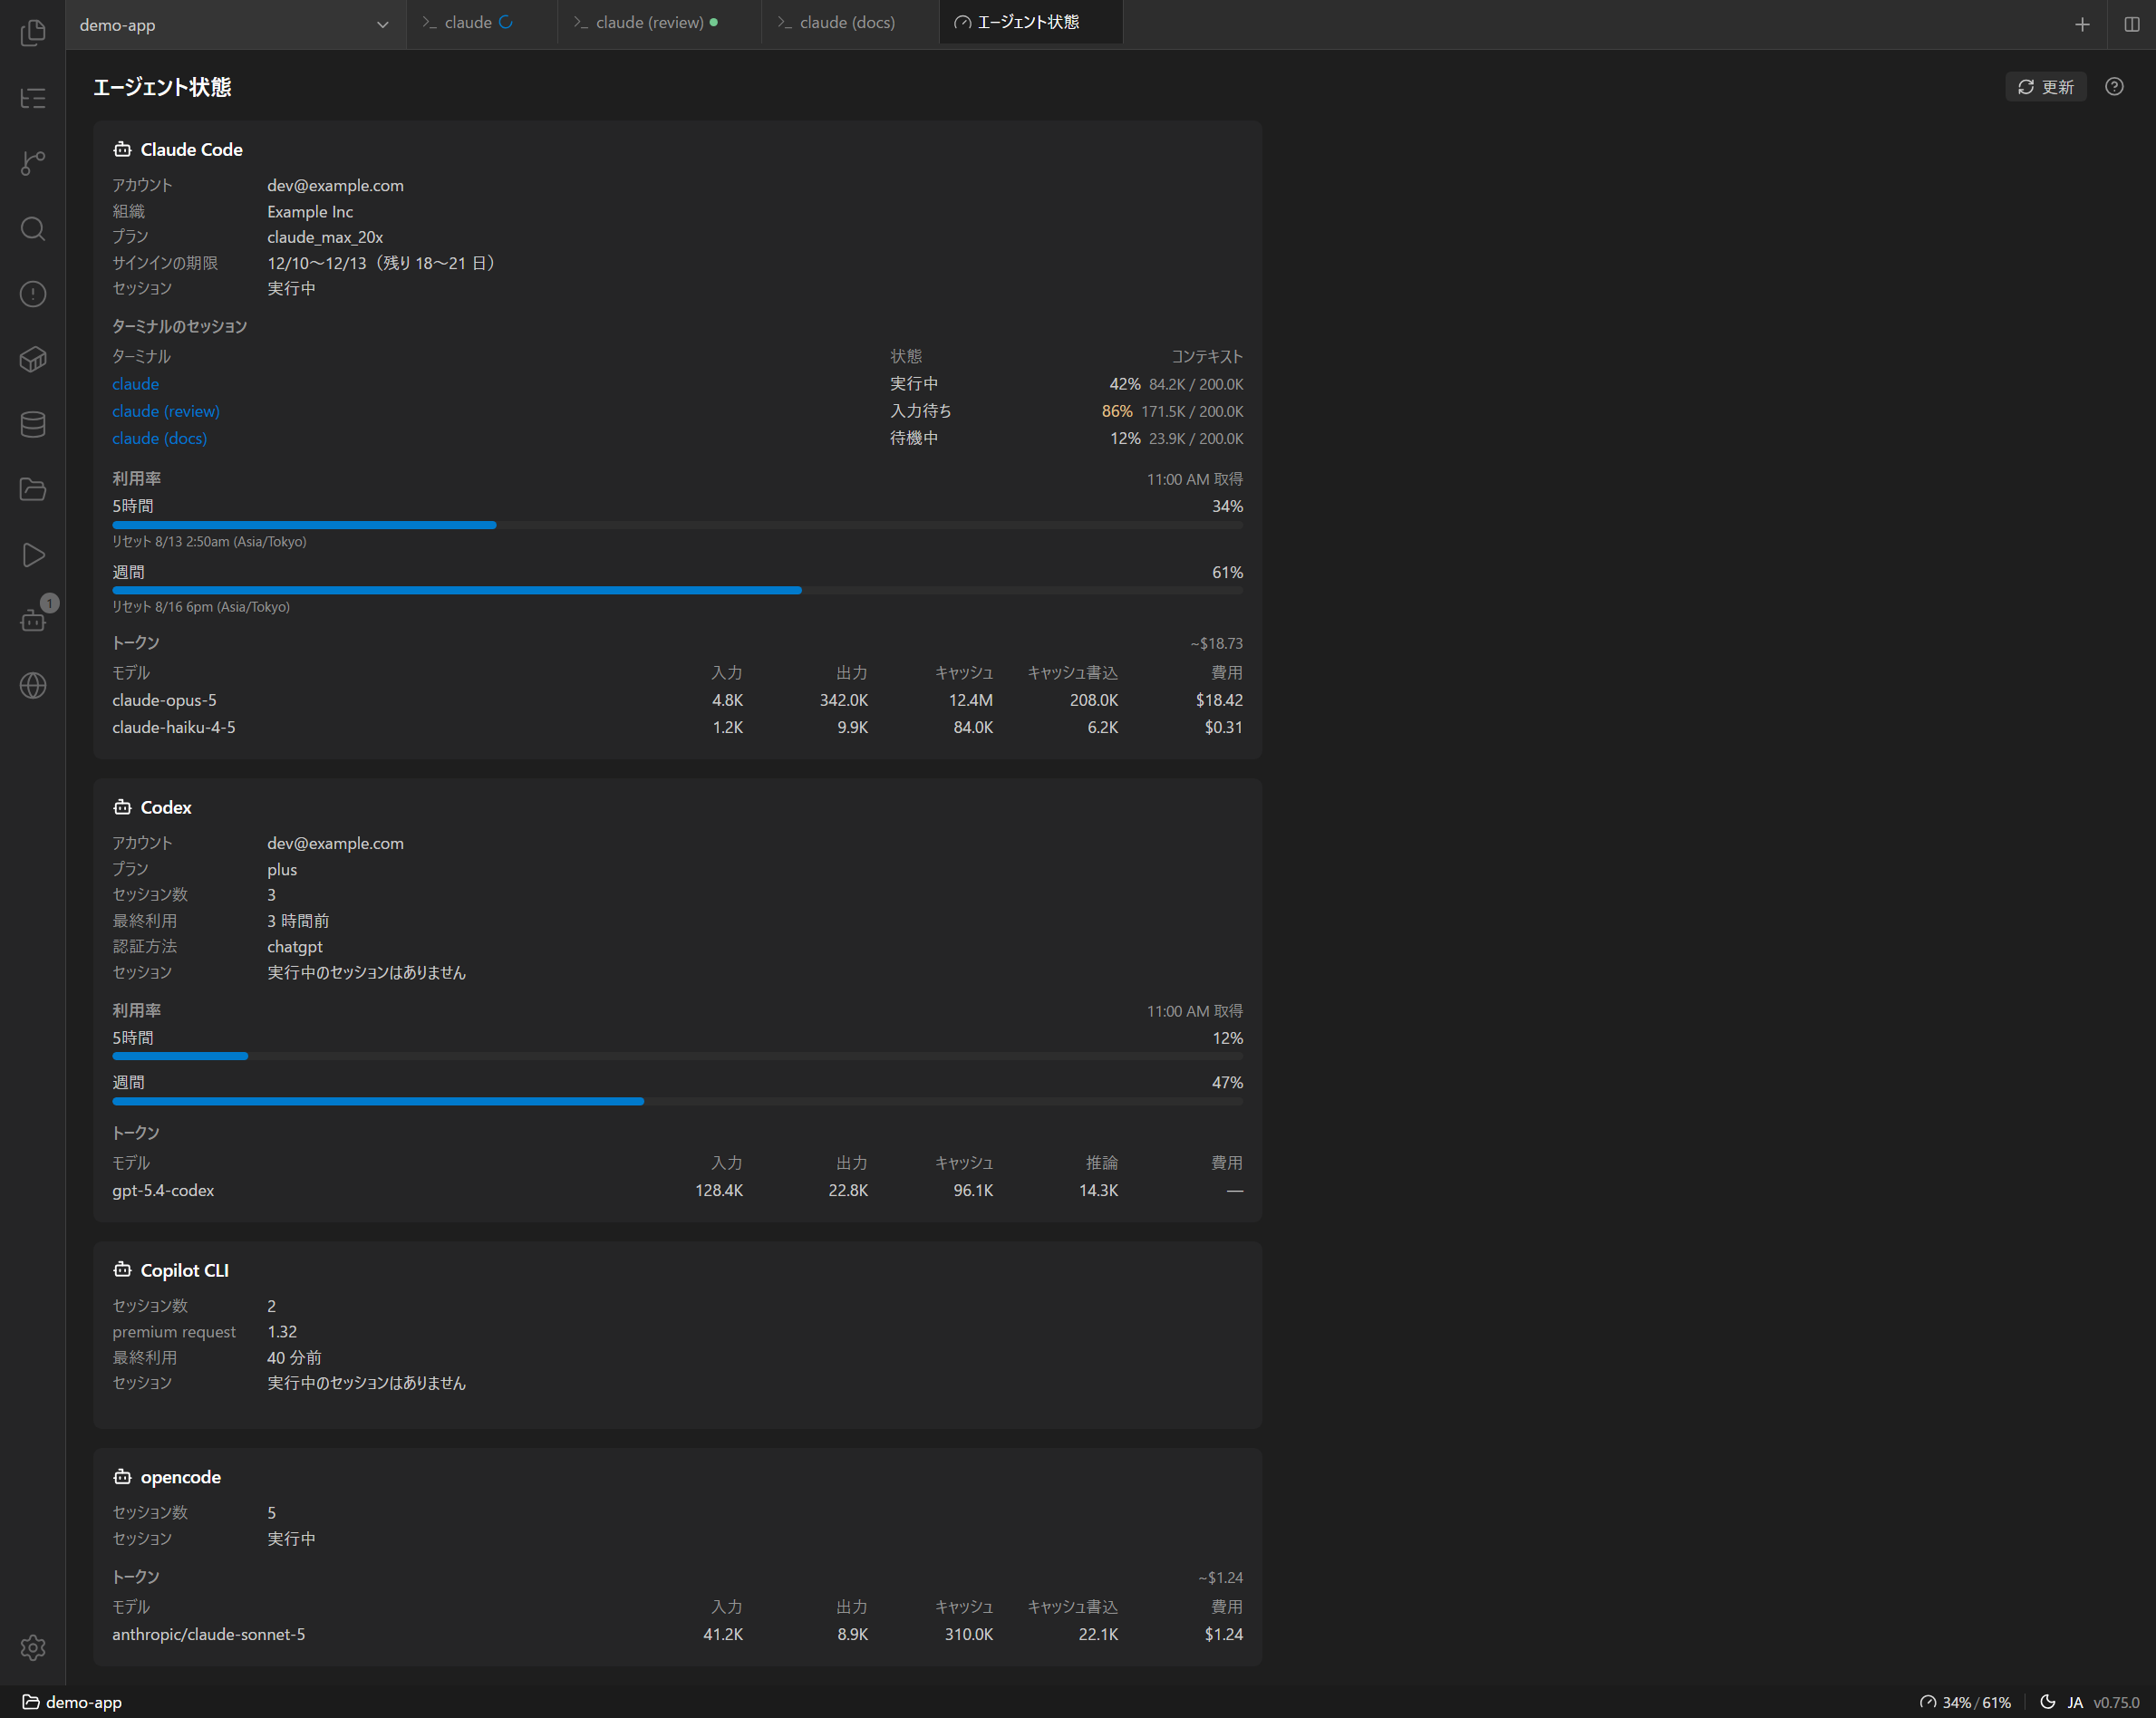 demo-app
claude
claude (review)
claude (docs)
エージェント状態
エージェント状態
更新
Claude Code
アカウント dev@example.com
組織 Example Inc
プラン claude_max_20x
サインインの期限 12/10～12/13（残り 18～21 日）
セッション 実行中
ターミナルのセッション
ターミナル 状態 コンテキスト
claude 実行中 42% 84.2K / 200.0K
claude (review) 入力待ち 86% 171.5K / 200.0K
claude (docs) 待機中 12% 23.9K / 200.0K
利用率 11:00 AM 取得
5時間 34%
リセット 8/13 2:50am (Asia/Tokyo)
週間 61%
リセット 8/16 6pm (Asia/Tokyo)
1
トークン ~$18.73
モデル 入力 出力 キャッシュ キャッシュ書込 費用
claude-opus-5 4.8K 342.0K 12.4M 208.0K $18.42
claude-haiku-4-5 1.2K 9.9K 84.0K 6.2K $0.31
Codex
アカウント dev@example.com
プラン plus
セッション数 3
最終利用 3 時間前
認証方法 chatgpt
セッション 実行中のセッションはありません
利用率 11:00 AM 取得
5時間 12%
週間 47%
トークン
モデル 入力 出力 キャッシュ 推論 費用
gpt-5.4-codex 128.4K 22.8K 96.1K 14.3K —
Copilot CLI
セッション数 2
premium request 1.32
最終利用 40 分前
セッション 実行中のセッションはありません
opencode
セッション数 5
セッション 実行中
トークン ~$1.24
モデル 入力 出力 キャッシュ キャッシュ書込 費用
anthropic/claude-sonnet-5 41.2K 8.9K 310.0K 22.1K $1.24
demo-app
34% / 61%
JA
v0.75.0